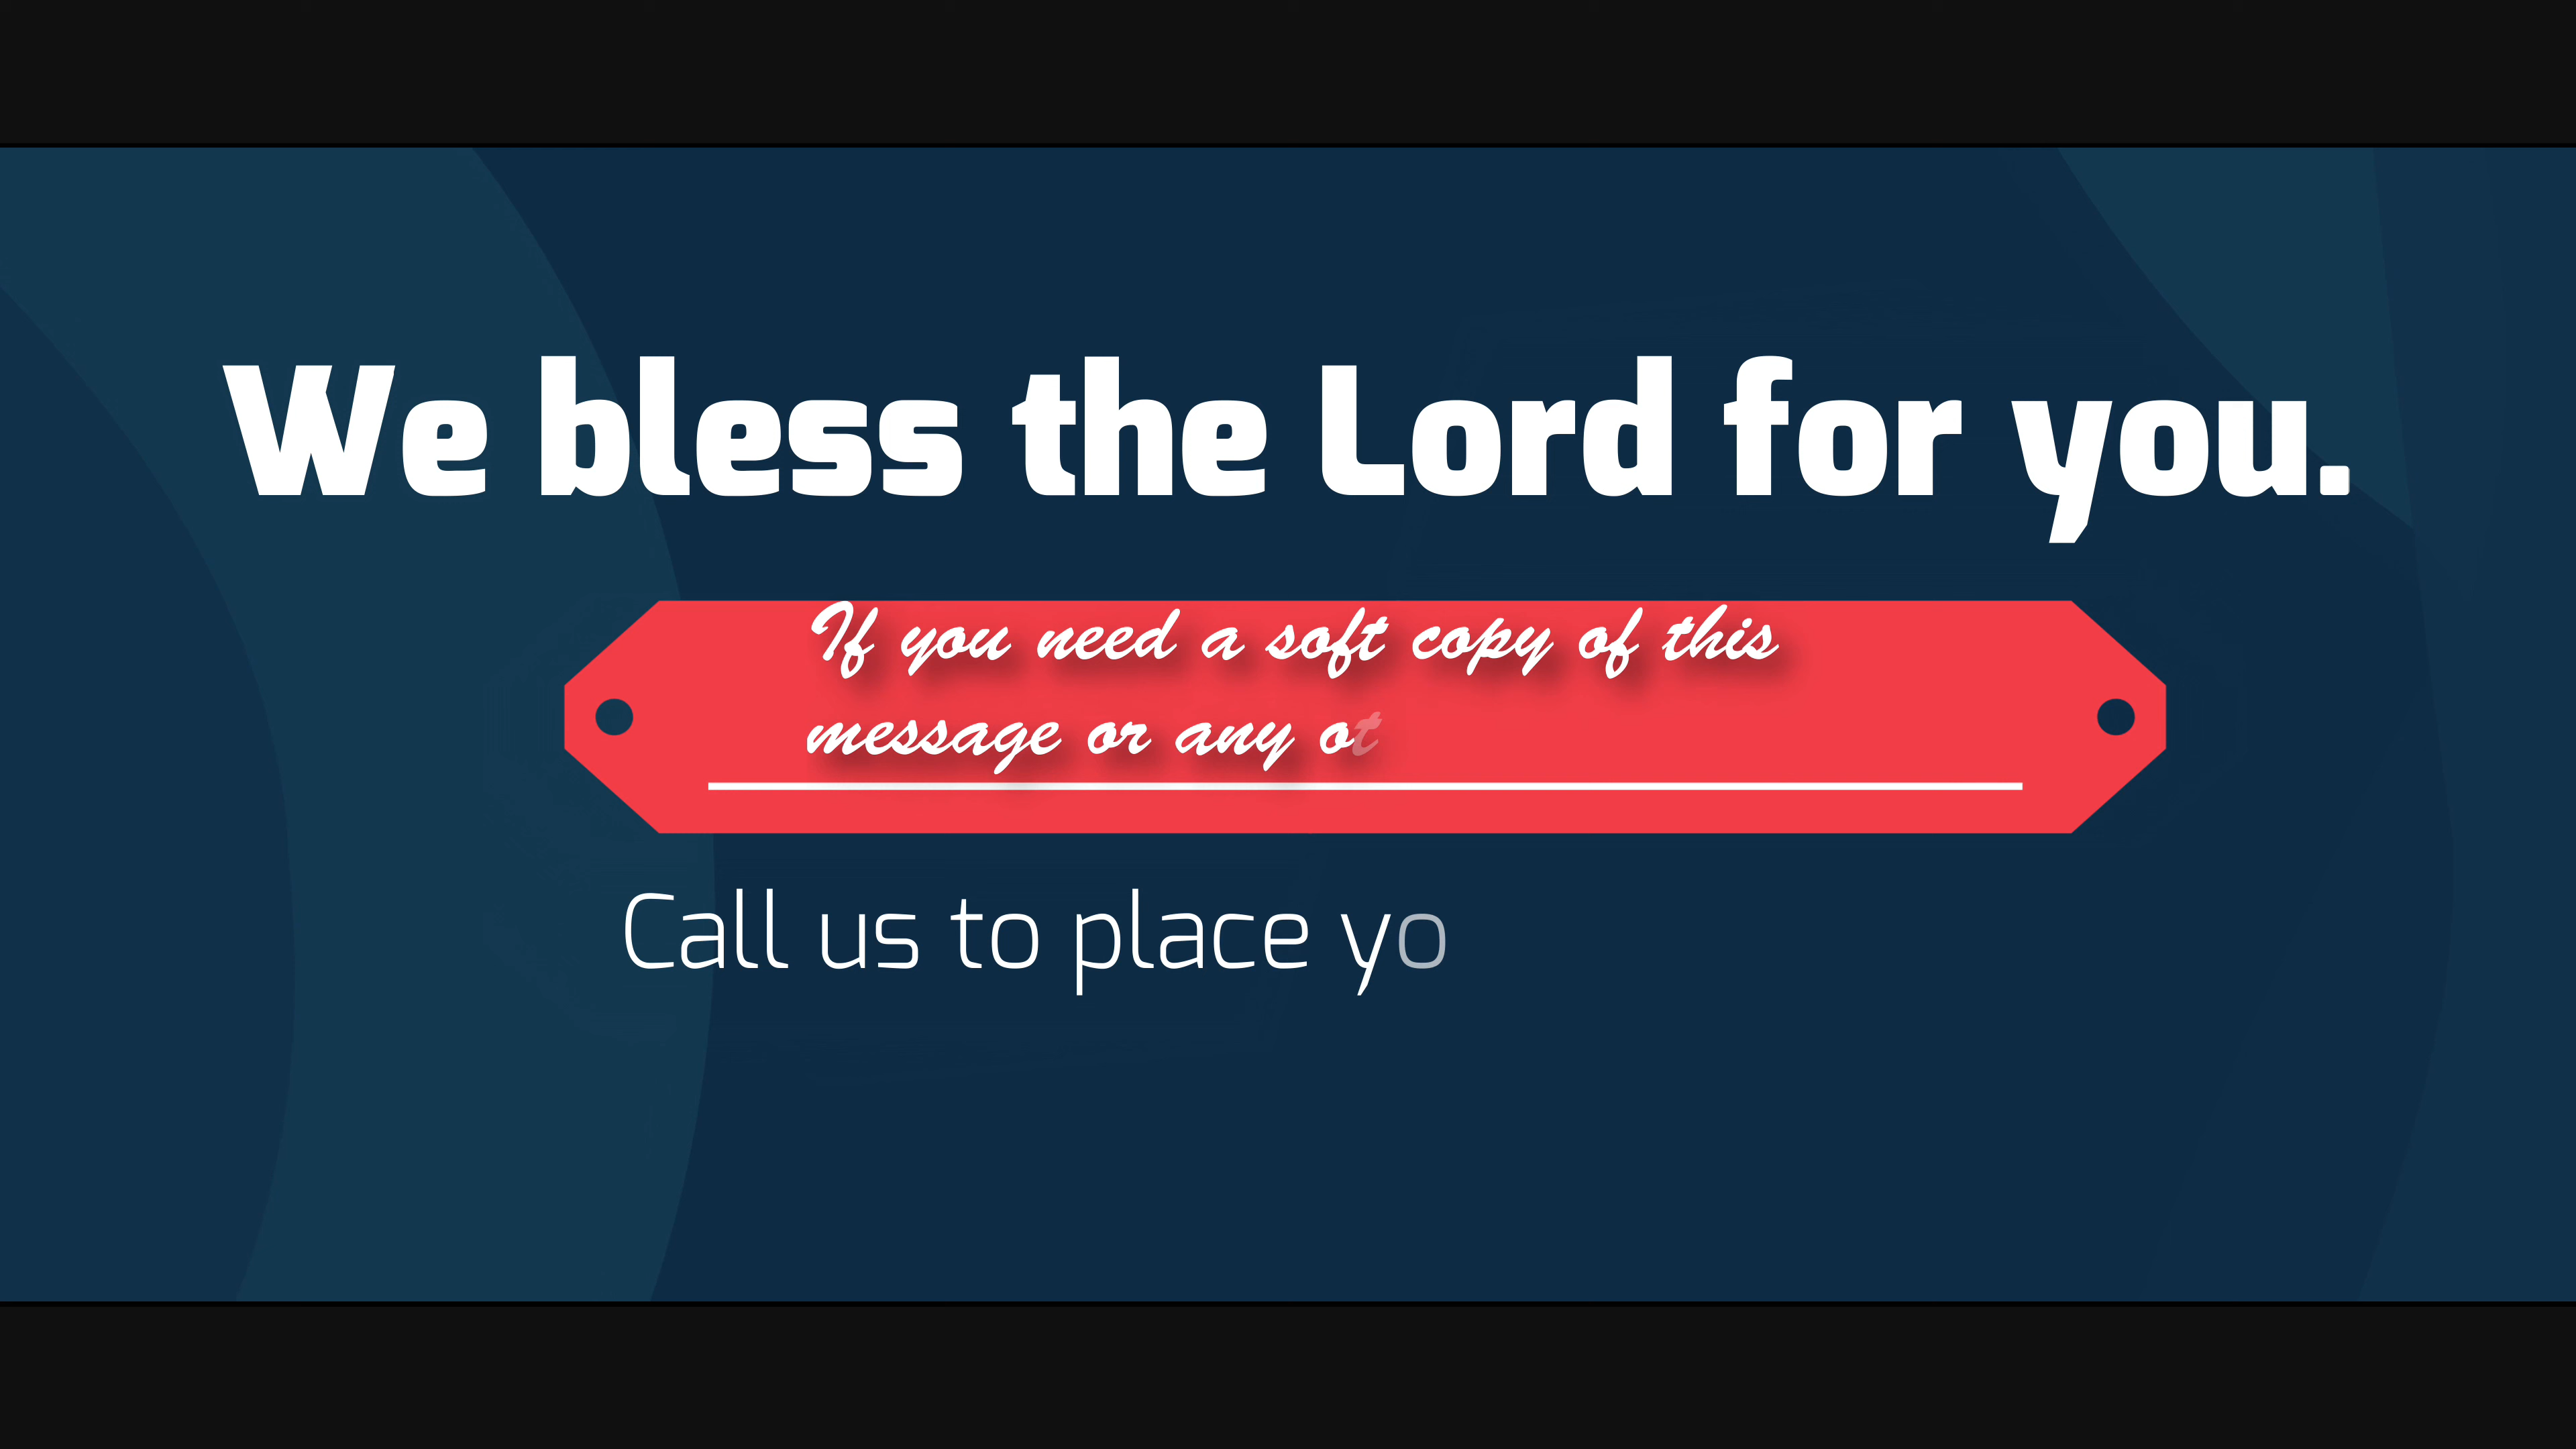 We bless the Lord for you.
If you need a soft copy of this
message or any ot
Call us to place yo